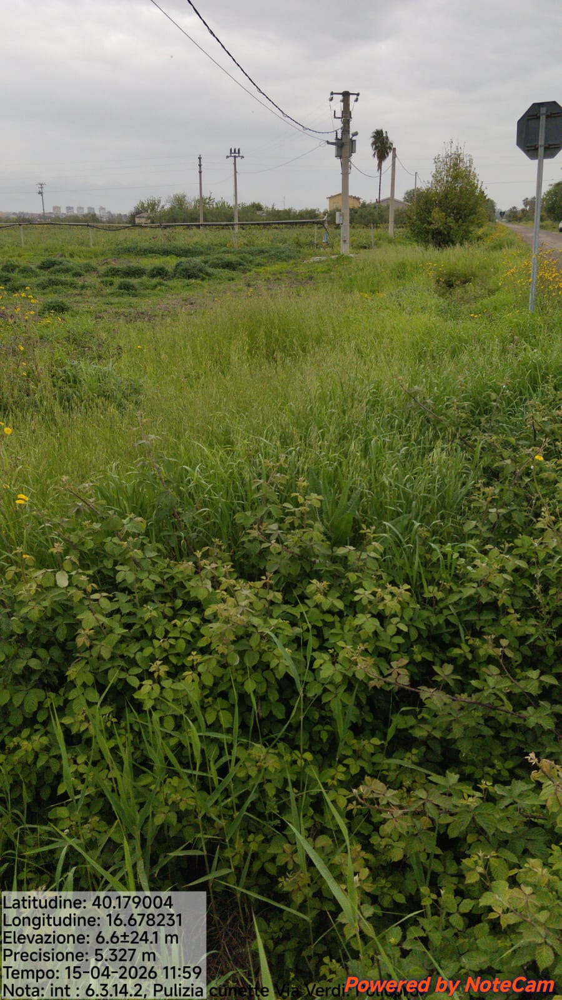 Latitudine: 40.179004
Longitudine: 16.678231
Elevazione: 6.6±24.1 m
Precisione: 5.327 m
Tempo: 15-04-2026 11:59
Nota: int : 6.3.14.2, Pulizia cunette Via Verdi.
Powered by NoteCam